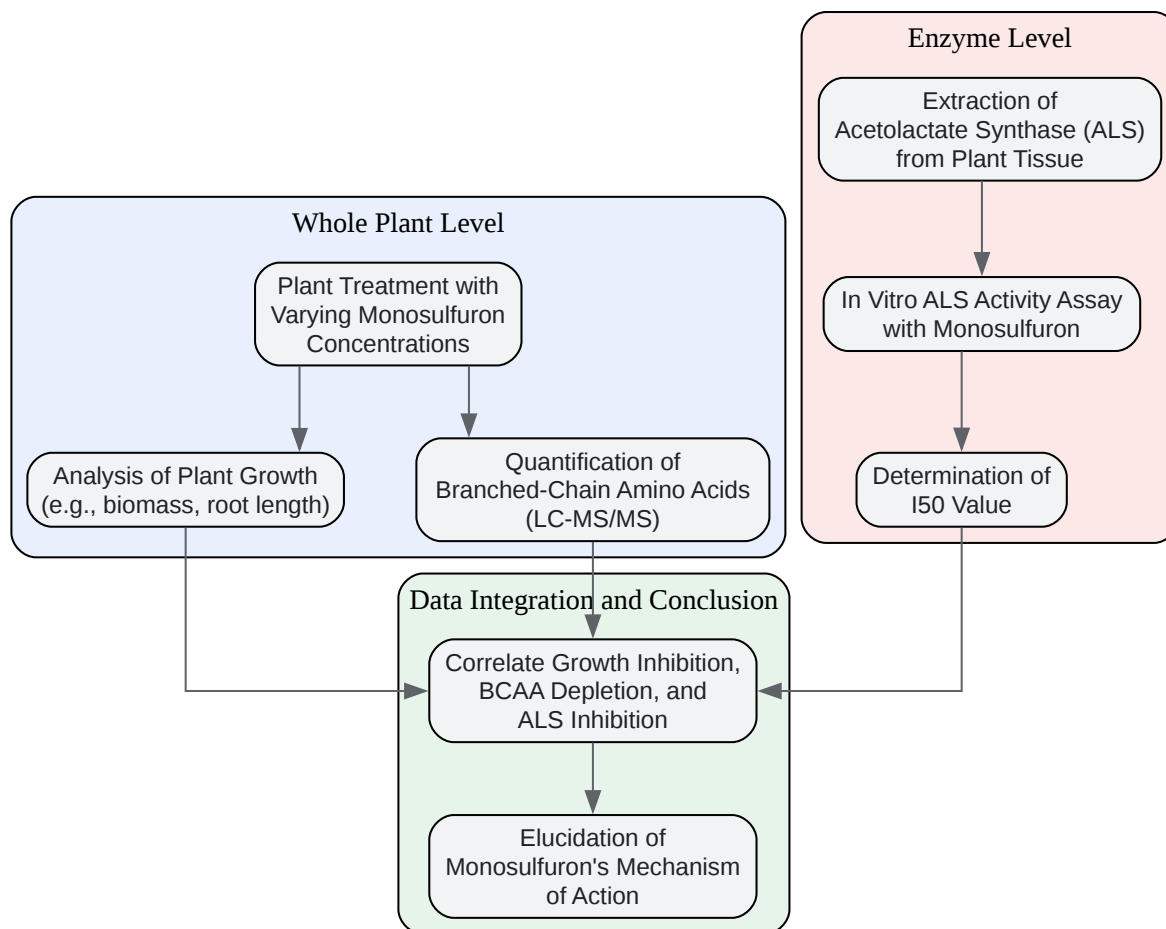 Enzyme Level
Extraction of
Acetolactate Synthase (ALS)
from Plant Tissue
Whole Plant Level
Plant Treatment with
Varying Monosulfuron
Concentrations
In Vitro ALS Activity Assay
with Monosulfuron
Analysis of Plant Growth
(e.g., biomass, root length)
Quantification of
Branched-Chain Amino Acids
(LC-MS/MS)
Determination of
I50 Value
Data Integration and Conclusion
Correlate Growth Inhibition,
BCAA Depletion, and
ALS Inhibition
Elucidation of
Monosulfuron's Mechanism
of Action